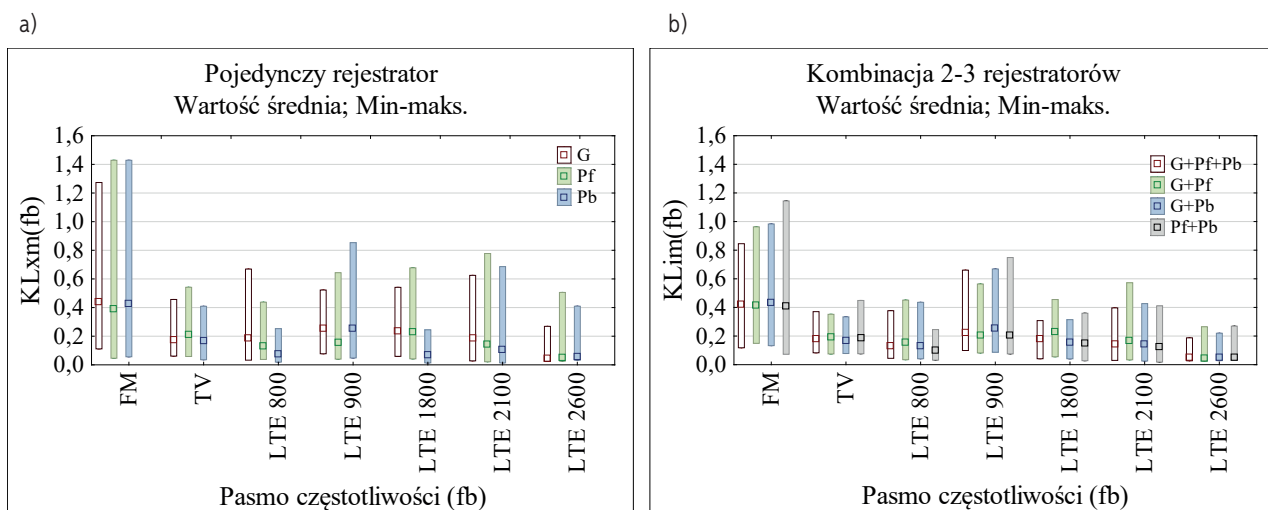 a)
Pojedynczy rejestrator
Wartość średnia; Min-maks.
KLxm(fb)
1,6
1,4
1,2
1,0
0,8
0,6
0,4
0,2
0,0
G
Pf
Pb
FM
TV
LTE 800
LTE 900
LTE 1800
LTE 2100
LTE 2600
Pasmo częstotliwości (fb)
b)
Kombinacja 2-3 rejestratorów
Wartość średnia; Min-maks.
KLim(fb)
1,6
1,4
1,2
1,0
0,8
0,6
0,4
0,2
0,0
G+Pf+Pb
G+Pf
G+Pb
Pf+Pb
FM
TV
LTE 800
LTE 900
LTE 1800
LTE 2100
LTE 2600
Pasmo częstotliwości (fb)